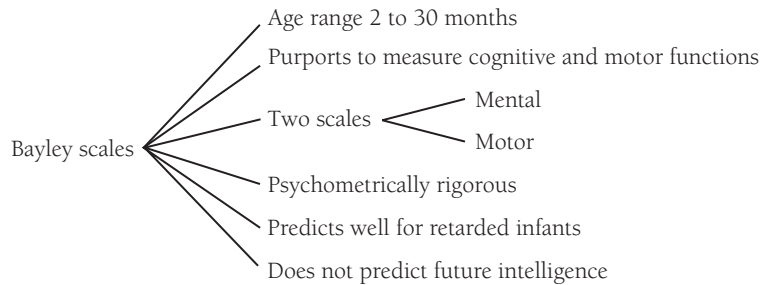 Age range 2 to 30 months
Purports to measure cognitive and motor functions
Mental
Two scales
Motor
Bayley scales
Psychometrically rigorous
Predicts well for retarded infants
Does not predict future intelligence